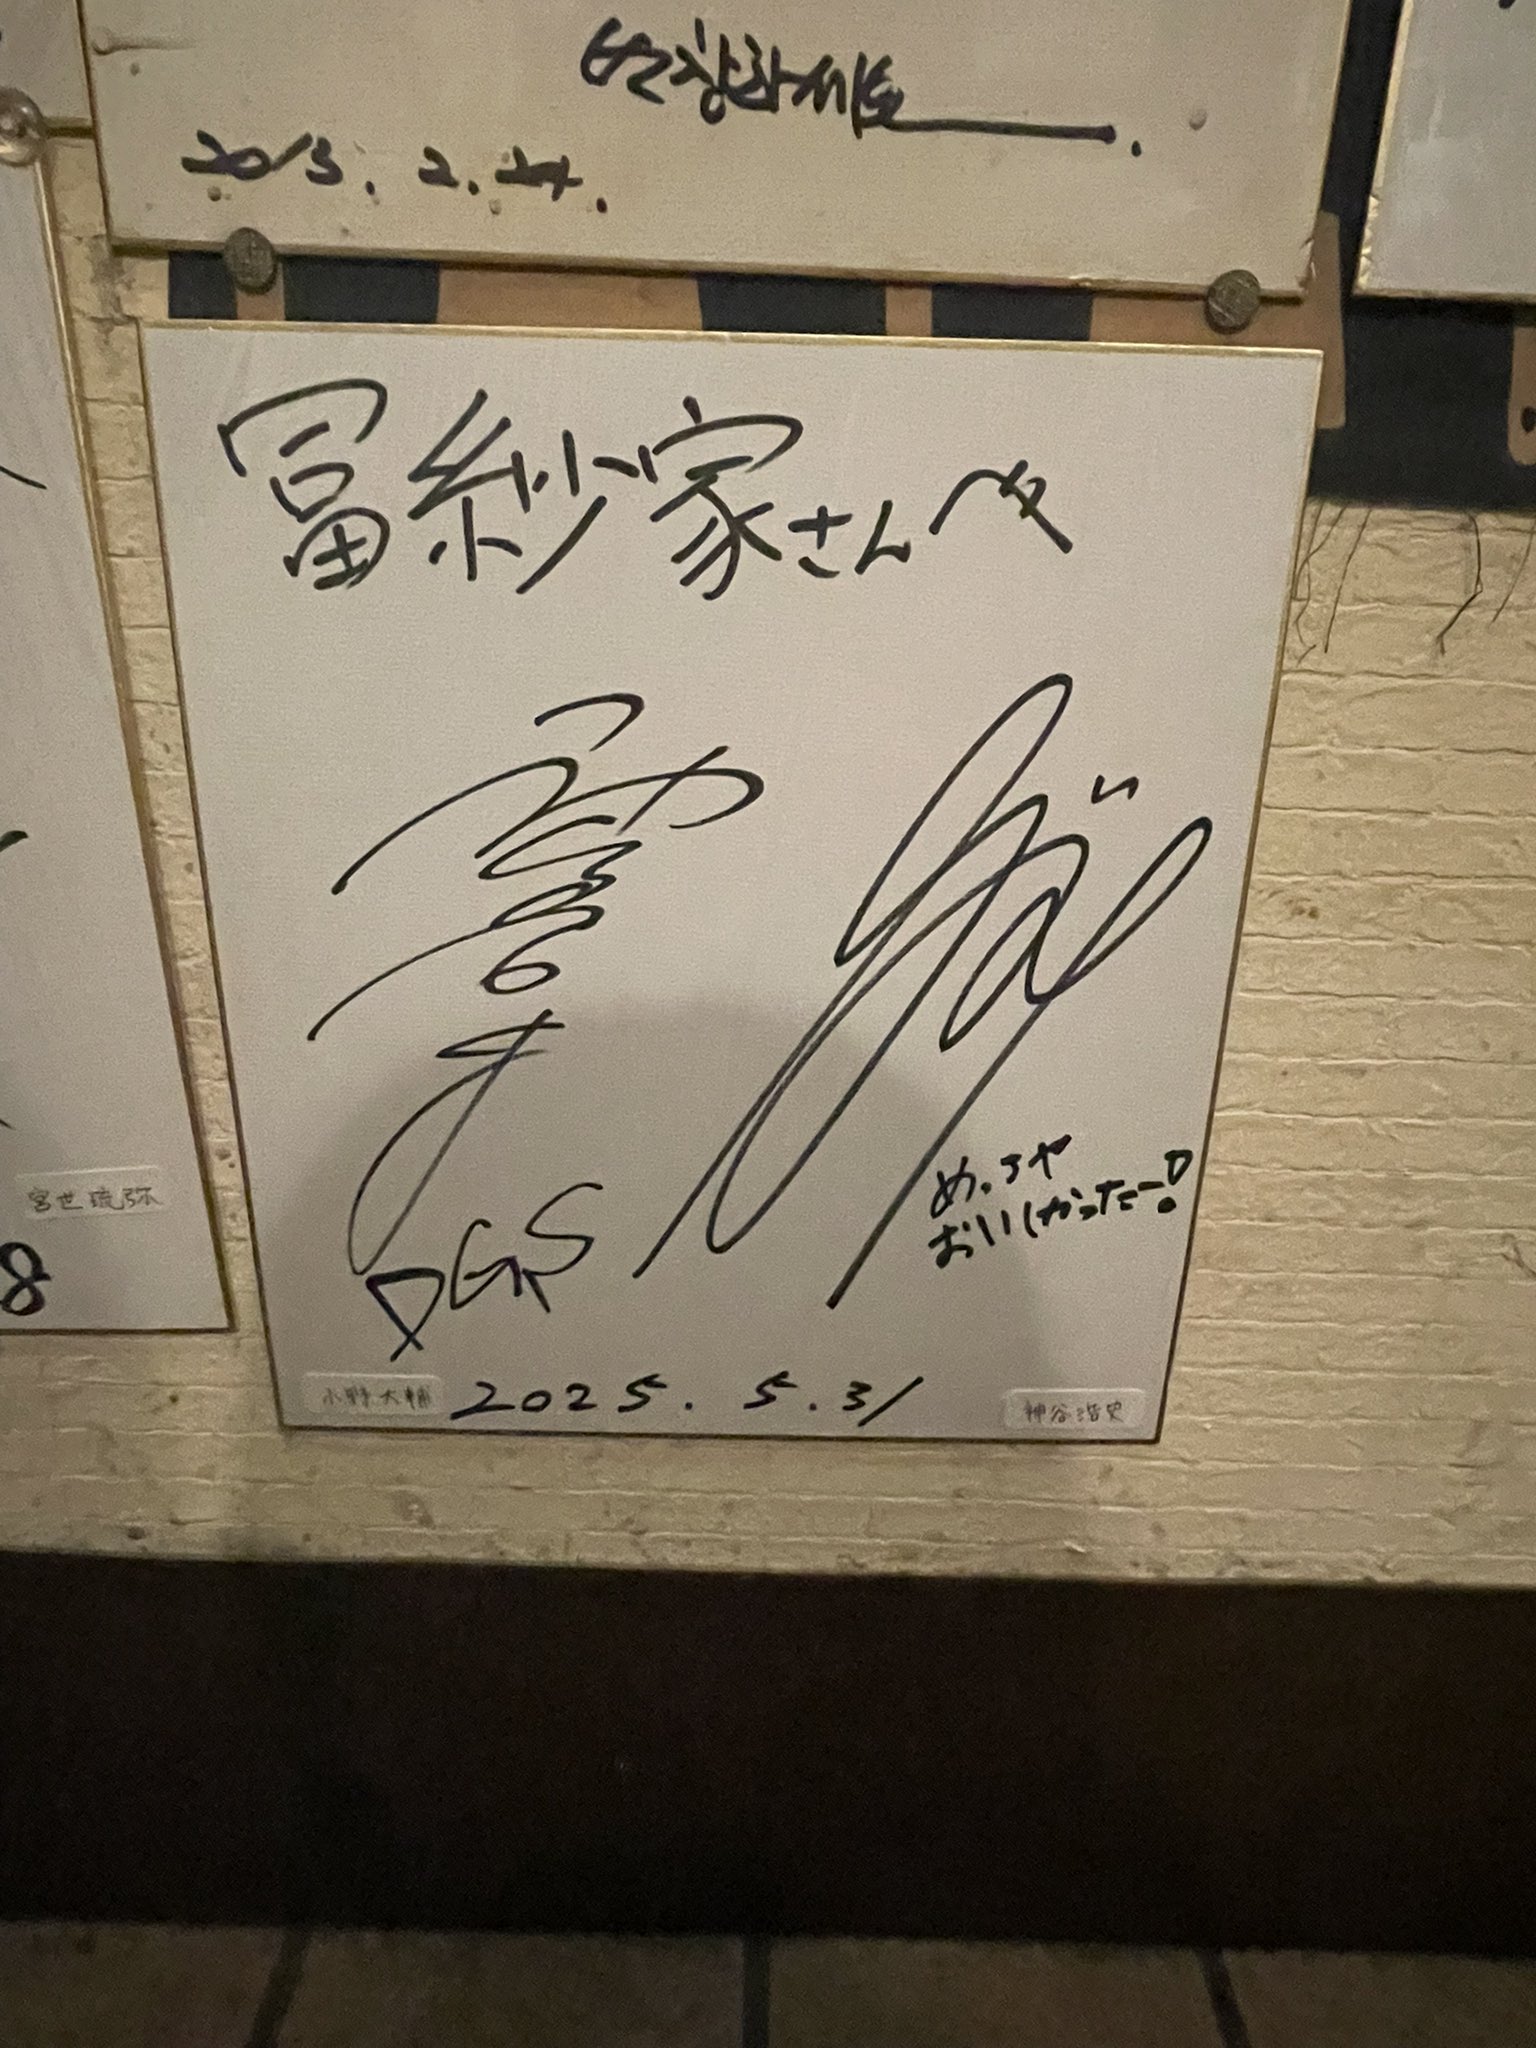 2013. 2. 24.
冨紗家さんへ
めっちゃ
おいしかったー!
DGS
小野大輔
2025. 5. 31
神谷浩史
宮世琉弥
8